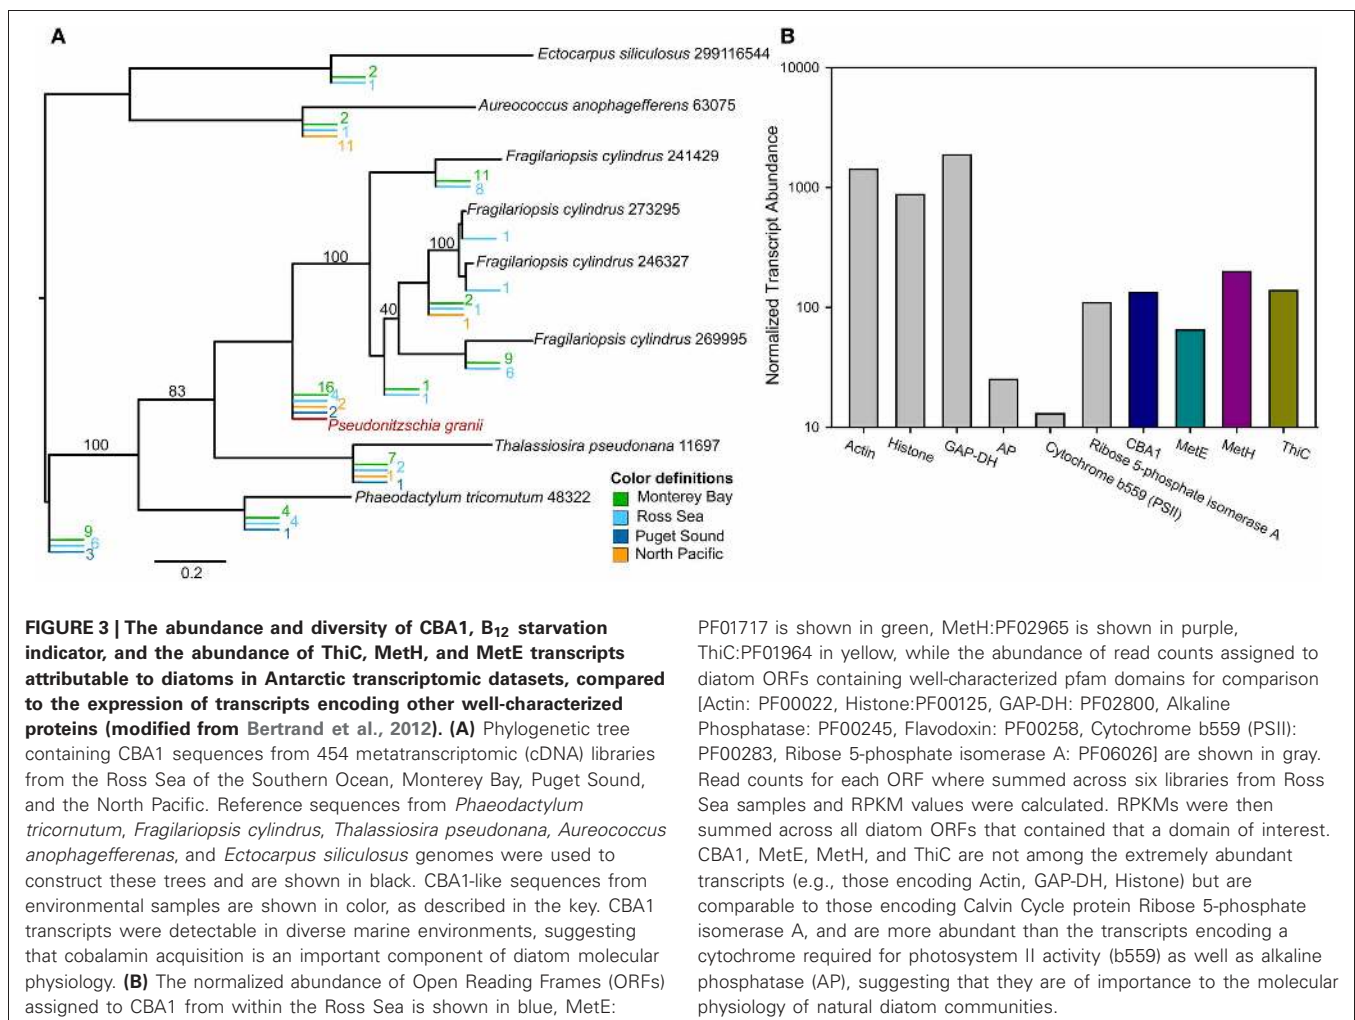 A
Ectocarpus siliculosus 299116544
2
1
Aureococcus anophagefferens 63075
2
1
11
Fragilariopsis cylindrus 241429
11
8
Fragilariopsis cylindrus 273295
1
100
100
Fragilariopsis cylindrus 246327
1
2
1
1
40
Fragilariopsis cylindrus 269995
9
6
1
1
16
4
2
2
Pseudonitzschia granii
83
Thalassiosira pseudonana 11697
7
2
1
1
100
Phaeodactylum tricornutum 48322
4
4
1
9
6
3
0.2
Color definitions
Monterey Bay
Ross Sea
Puget Sound
North Pacific
B
Normalized Transcript Abundance
10000
1000
100
10
Actin
Histone
GAP-DH
AP
Cytochrome b559 (PSII)
Ribose 5-phosphate isomerase A
CBA1
MetE
MetH
ThiC
FIGURE 3 | The abundance and diversity of CBA1, B12 starvation
indicator, and the abundance of ThiC, MetH, and MetE transcripts
attributable to diatoms in Antarctic transcriptomic datasets, compared
to the expression of transcripts encoding other well-characterized
proteins (modified from Bertrand et al., 2012). (A) Phylogenetic tree
containing CBA1 sequences from 454 metatranscriptomic (cDNA) libraries
from the Ross Sea of the Southern Ocean, Monterey Bay, Puget Sound,
and the North Pacific. Reference sequences from Phaeodactylum
tricornutum, Fragilariopsis cylindrus, Thalassiosira pseudonana, Aureococcus
anophagefferenas, and Ectocarpus siliculosus genomes were used to
construct these trees and are shown in black. CBA1-like sequences from
environmental samples are shown in color, as described in the key. CBA1
transcripts were detectable in diverse marine environments, suggesting
that cobalamin acquisition is an important component of diatom molecular
physiology. (B) The normalized abundance of Open Reading Frames (ORFs)
assigned to CBA1 from within the Ross Sea is shown in blue, MetE:
PF01717 is shown in green, MetH:PF02965 is shown in purple,
ThiC:PF01964 in yellow, while the abundance of read counts assigned to
diatom ORFs containing well-characterized pfam domains for comparison
[Actin: PF00022, Histone:PF00125, GAP-DH: PF02800, Alkaline
Phosphatase: PF00245, Flavodoxin: PF00258, Cytochrome b559 (PSII):
PF00283, Ribose 5-phosphate isomerase A: PF06026] are shown in gray.
Read counts for each ORF where summed across six libraries from Ross
Sea samples and RPKM values were calculated. RPKMs were then
summed across all diatom ORFs that contained that a domain of interest.
CBA1, MetE, MetH, and ThiC are not among the extremely abundant
transcripts (e.g., those encoding Actin, GAP-DH, Histone) but are
comparable to those encoding Calvin Cycle protein Ribose 5-phosphate
isomerase A, and are more abundant than the transcripts encoding a
cytochrome required for photosystem II activity (b559) as well as alkaline
phosphatase (AP), suggesting that they are of importance to the molecular
physiology of natural diatom communities.